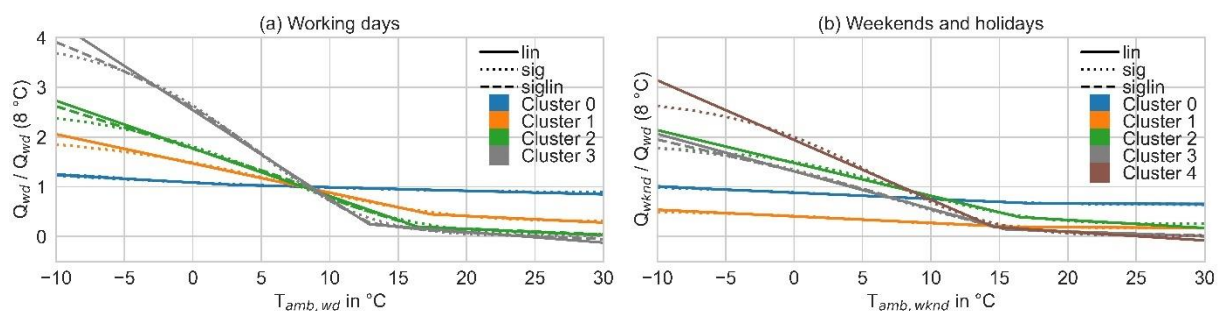 (a) Working days
Q_wd / Q_wd (8 °C)
4
3
2
1
0
lin
sig
siglin
Cluster 0
Cluster 1
Cluster 2
Cluster 3
−10 −5 0 5 10 15 20 25 30
T_amb, wd in °C
(b) Weekends and holidays
Q_wknd / Q_wd (8 °C)
lin
sig
siglin
Cluster 0
Cluster 1
Cluster 2
Cluster 3
Cluster 4
−10 −5 0 5 10 15 20 25 30
T_amb, wknd in °C